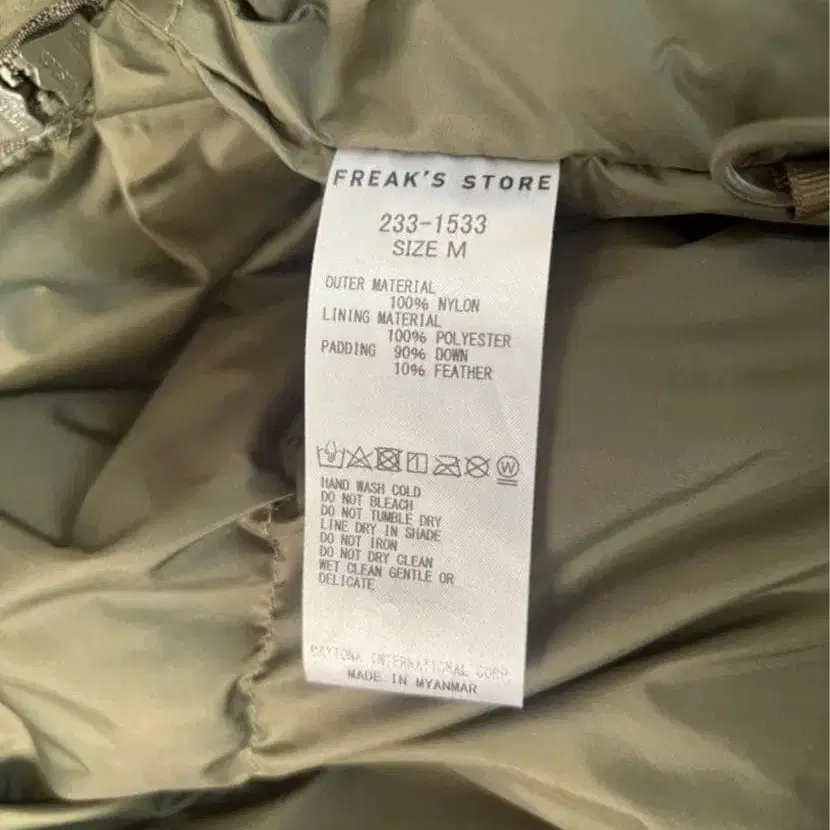 FREAK'S STORE
233-1533
SIZE M
OUTER MATERIAL
100% NYLON
LINING MATERIAL
100% POLYESTER
PADDING 90% DOWN
10% FEATHER
W
HAND WASH COLD
DO NOT BLEACH
DO NOT TUMBLE DRY
LINE DRY IN SHADE
DO NOT IRON
DO NOT DRY CLEAN
WET CLEAN GENTLE OR
DELICATE
DAYTONA INTERNATIONAL CORP.
MADE IN MYANMAR